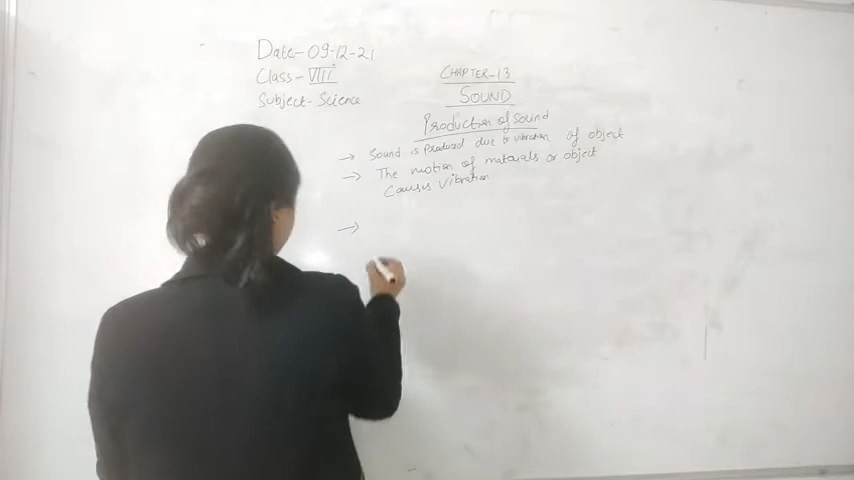 Date- 09-12-21
Class- VIII
Subject- Science
CHAPTER-13
SOUND
Production of Sound
→ Sound is produced due to vibration of object
→ The motion of materials or object
causes vibration
→